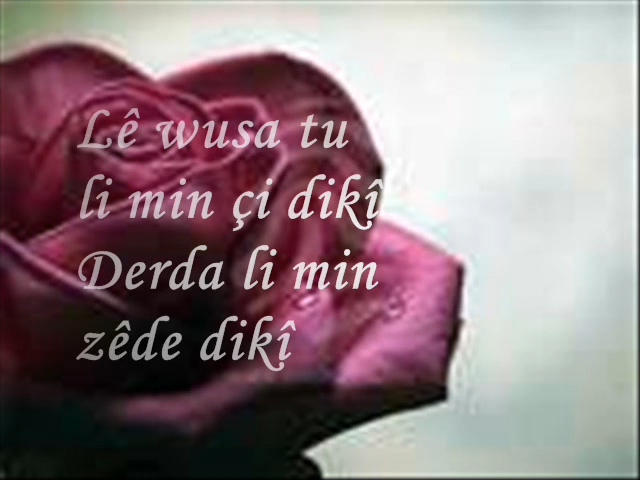 Lê wusa tu
li min çi dikî
Derda li min
zêde dikî